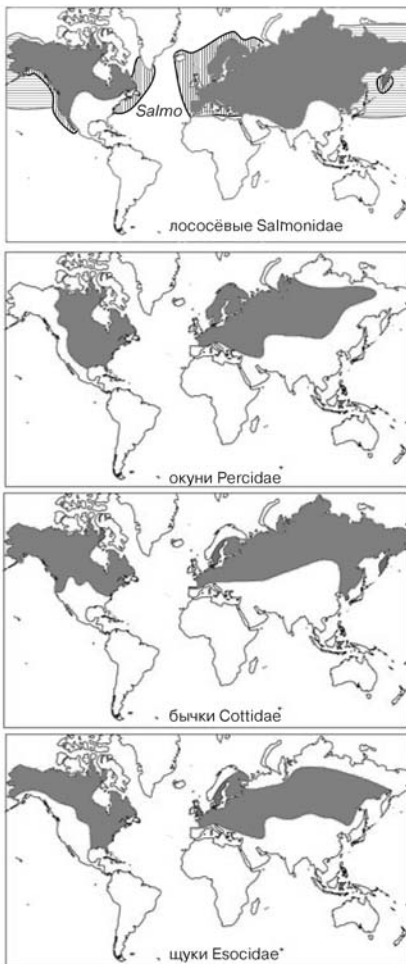 Salmo
лососёвые Salmonidae
окуни Percidae
бычки Cottidae
щуки Esocidae*